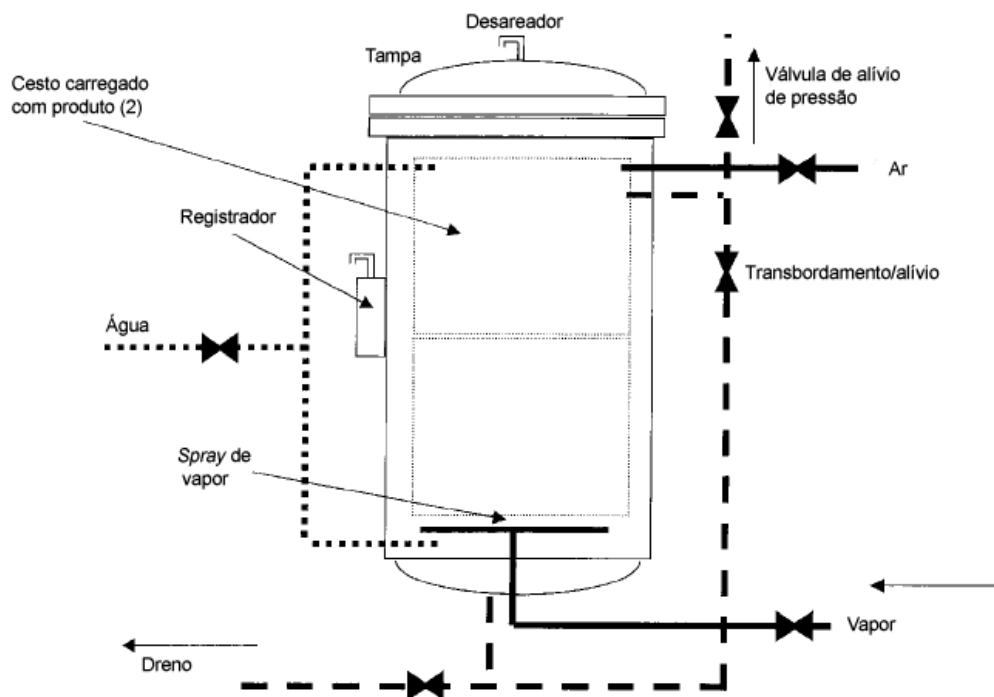 Desareador
Tampa
Cesto carregado
com produto (2)
Válvula de alívio
de pressão
Ar
Registrador
Transbordamento/alívio
Água
Spray de
vapor
Vapor
Dreno